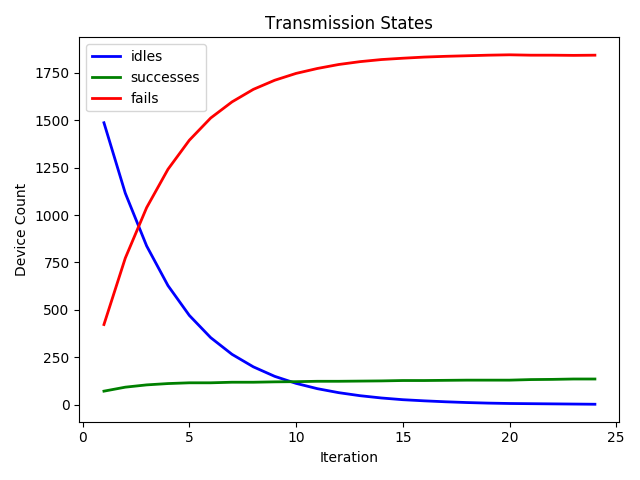 Transmission States
idles
successes
fails
Device Count
1750
1500
1250
1000
750
500
250
0
0 5 10 15 20 25
Iteration